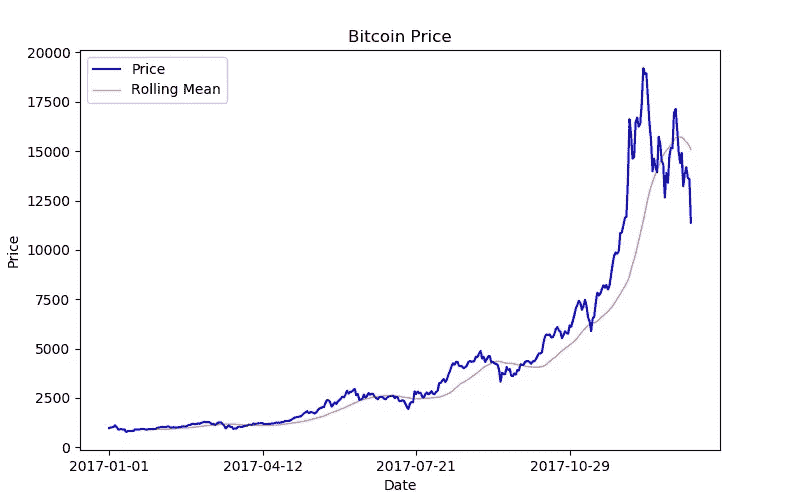 Bitcoin Price
20000
Price
Rolling Mean
17500
15000
12500
10000
7500
5000
2500
0
Price
2017-01-01
2017-04-12
2017-07-21
2017-10-29
Date